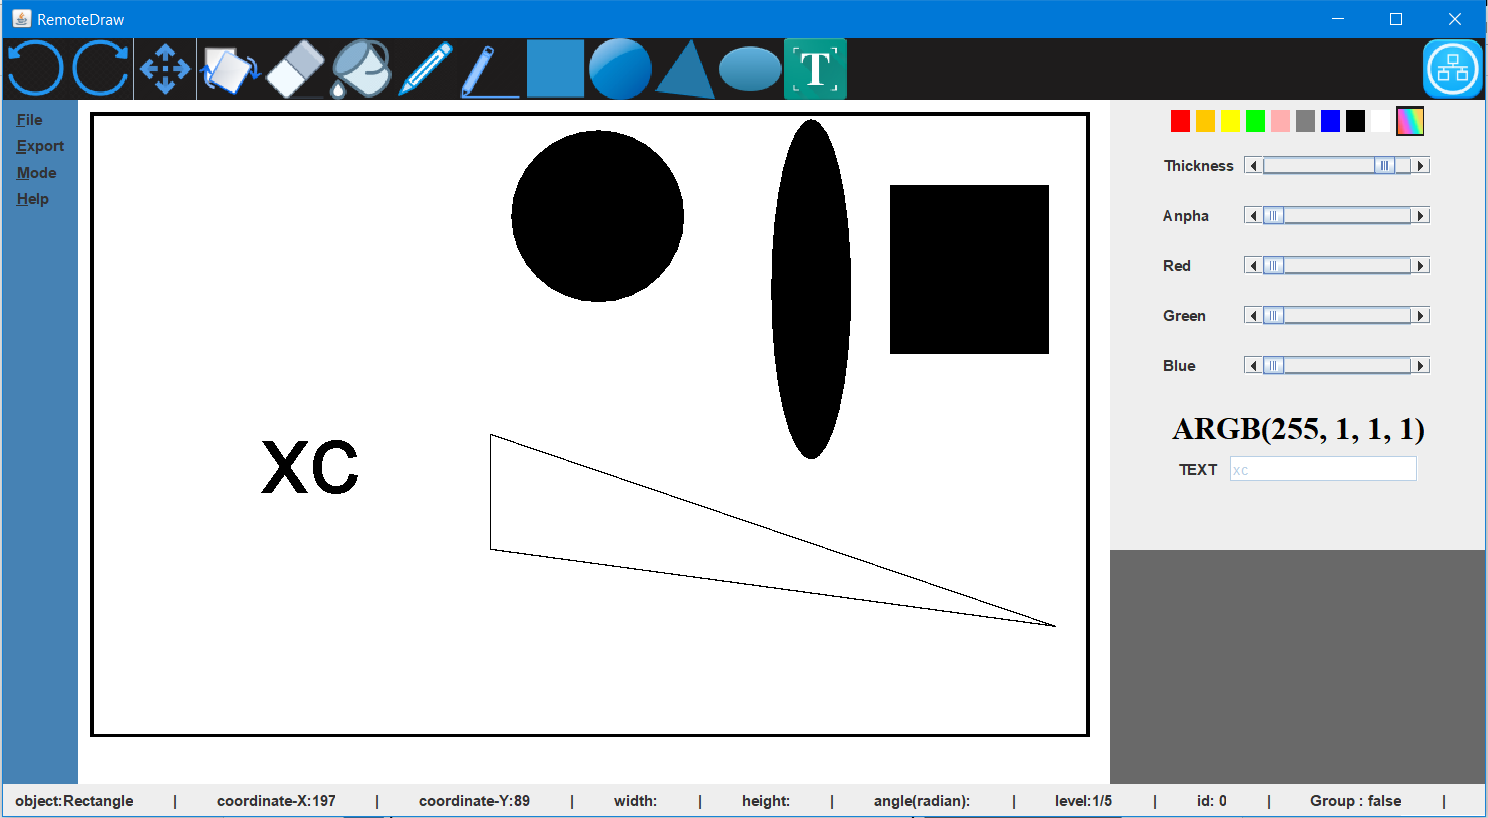 RemoteDraw
T
File
Export
Mode
Help
Thickness
Anpha
Red
Green
Blue
ARGB(255, 1, 1, 1)
TEXT xc
xc
object:Rectangle | coordinate-X:197 | coordinate-Y:89 | width: | height: | angle(radian): | level:1/5 | id: 0 | Group : false |